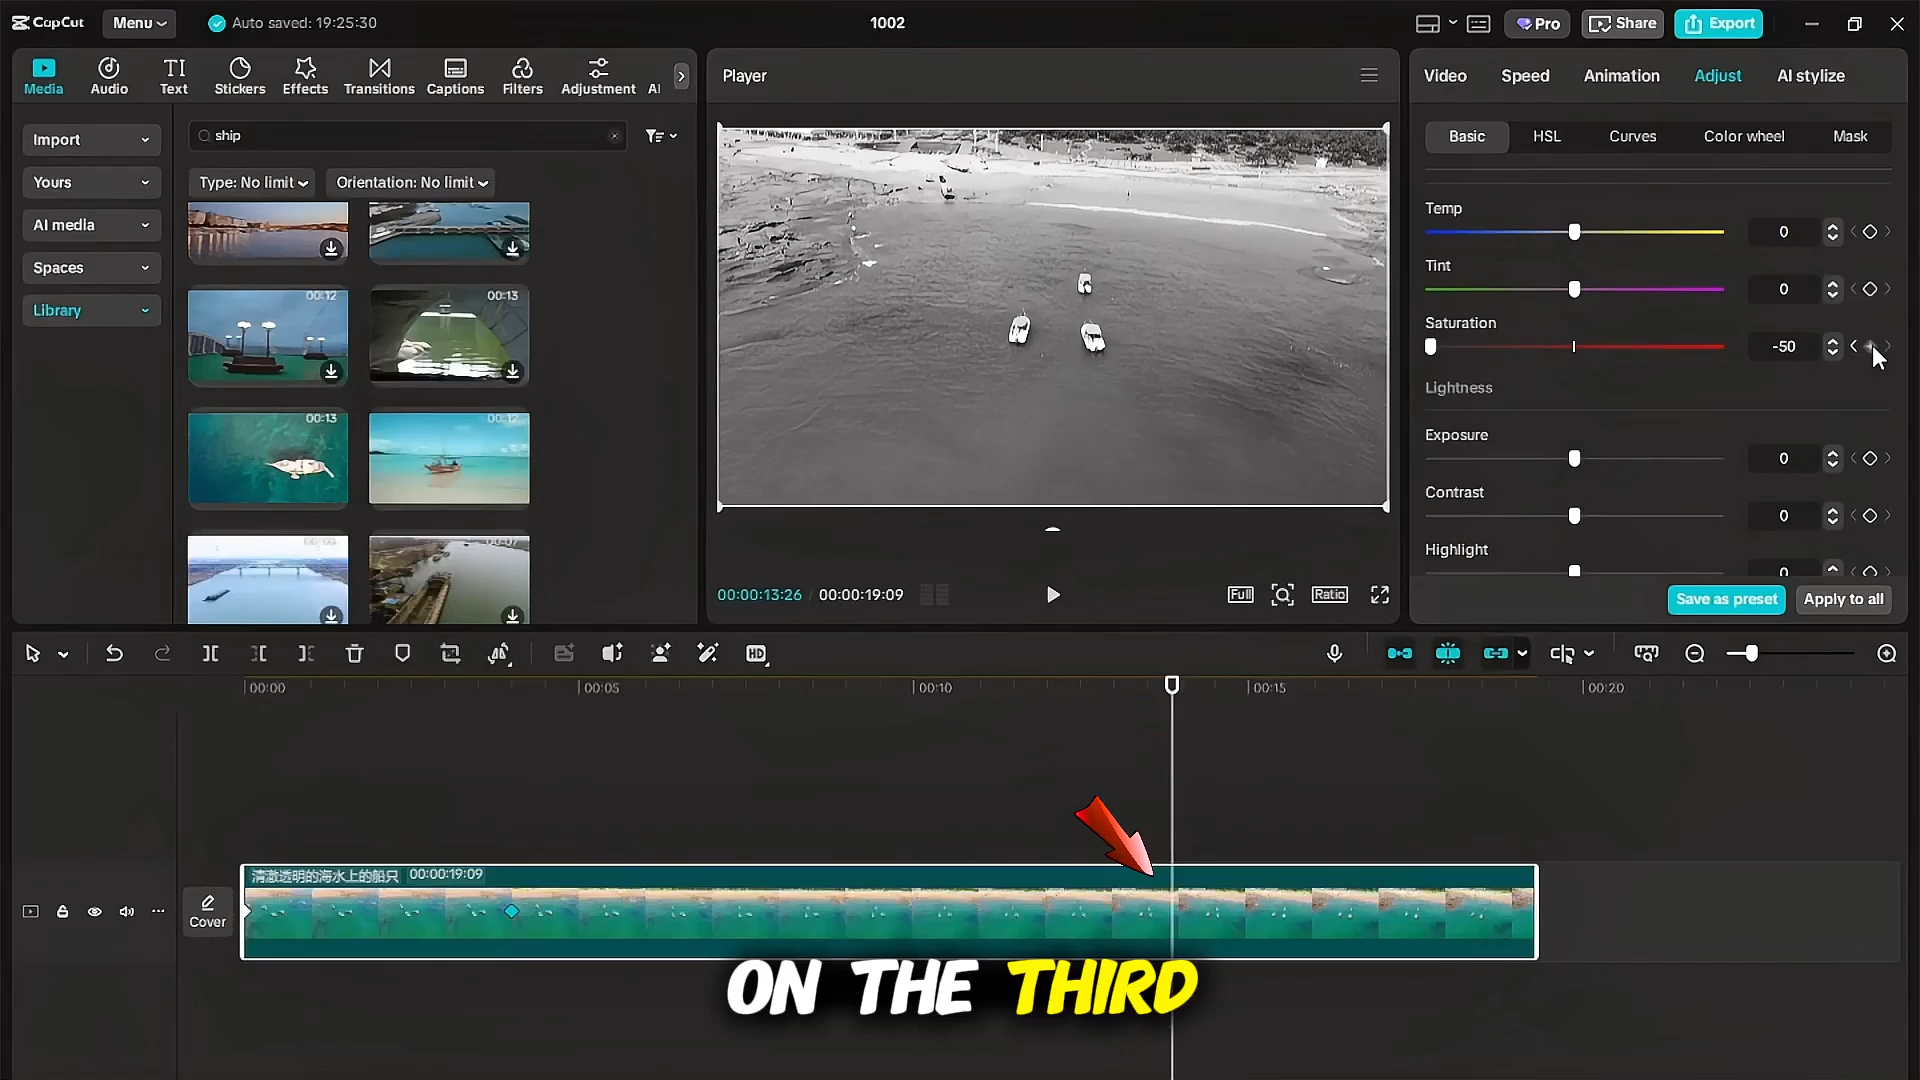 CapCut
Menu
Auto saved: 19:25:30
1002
Pro
Share
Export
Media
Audio
Text
Stickers
Effects
Transitions
Captions
Filters
Adjustment
AI
Import
Yours
AI media
Spaces
Library
ship
Type: No limit
Orientation: No limit
00:12
00:13
00:13
00:12
Player
00:00:13:26 / 00:00:19:09
Full
Ratio
Video
Speed
Animation
Adjust
AI stylize
Basic
HSL
Curves
Color wheel
Mask
Temp
0
Tint
0
Saturation
-50
Lightness
Exposure
0
Contrast
0
Highlight
0
Save as preset
Apply to all
HD
00:00
00:05
00:10
00:15
00:20
Cover
清澈透明的海水上的船只 00:00:19:09
ON THE THIRD